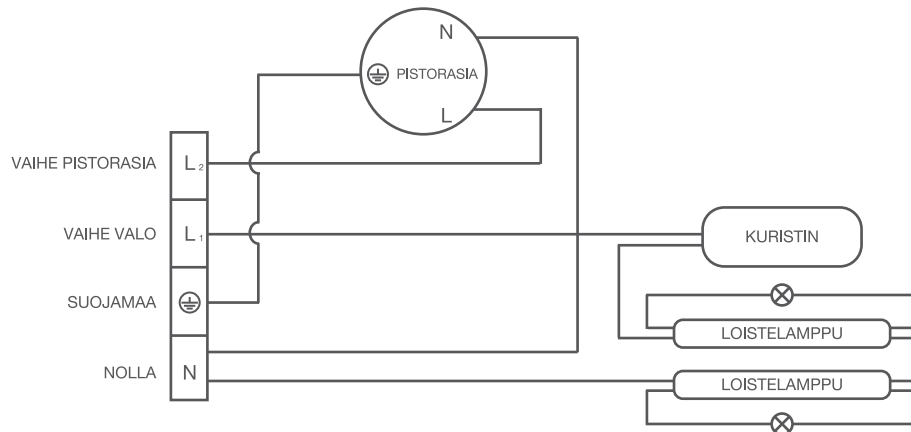 N
PISTORASIA
L
VAIHE PISTORASIA
L₂
VAIHE VALO
L₁
KURISTIN
SUOJAMAA
LOISTELAMPPU
NOLLA
N
LOISTELAMPPU